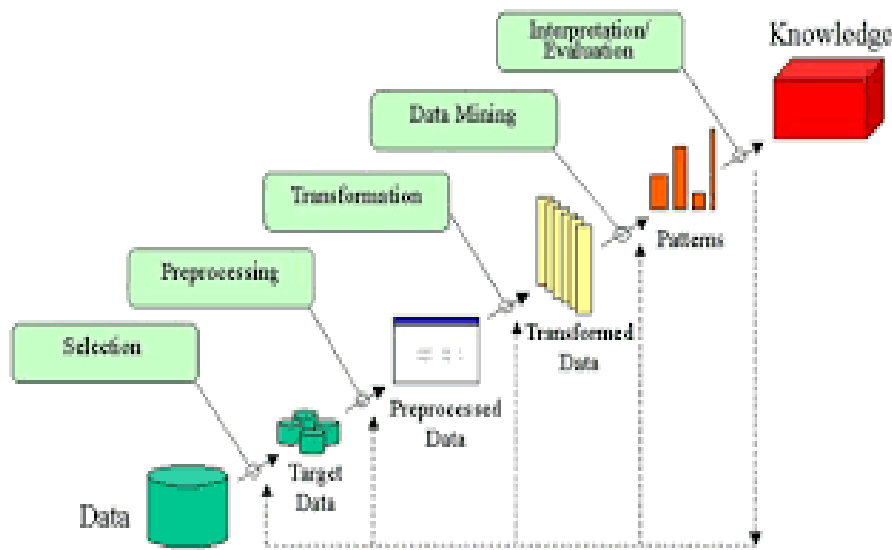 Interpretation/
Evaluation
Knowledge
Data Mining
Transformation
Patterns
Preprocessing
Transformed
Data
Selection
Preprocessed
Data
Target
Data
Data